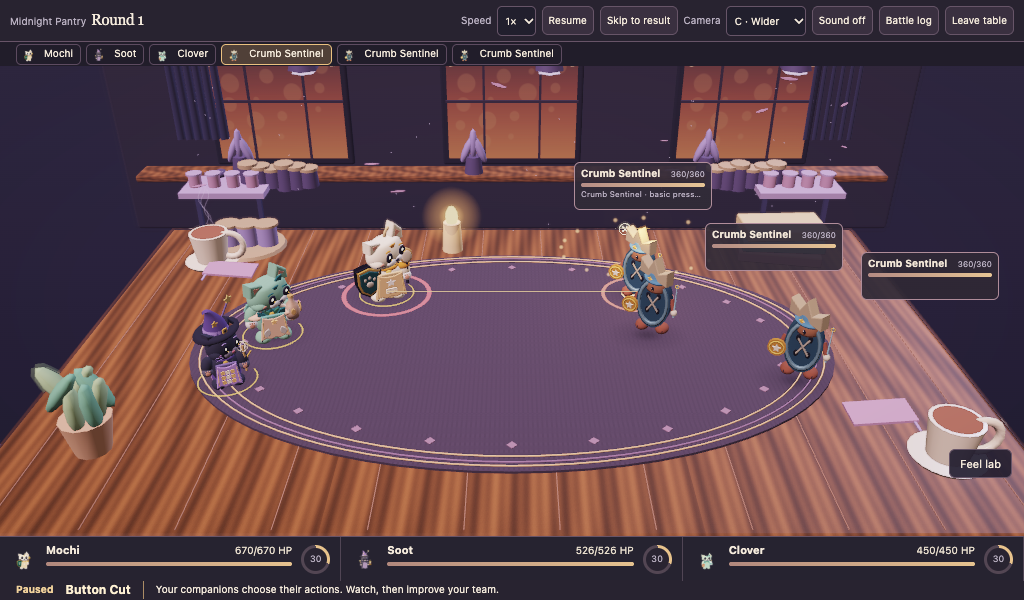 Midnight Pantry Round 1
Speed 1x Resume Skip to result Camera C · Wider Sound off Battle log Leave table
Mochi Soot Clover Crumb Sentinel Crumb Sentinel Crumb Sentinel
Crumb Sentinel 360/360
Crumb Sentinel · basic press...
Crumb Sentinel 360/360
Crumb Sentinel 360/360
Feel lab
Mochi 670/670 HP 30
Soot 526/526 HP 30
Clover 450/450 HP 30
Paused Button Cut Your companions choose their actions. Watch, then improve your team.